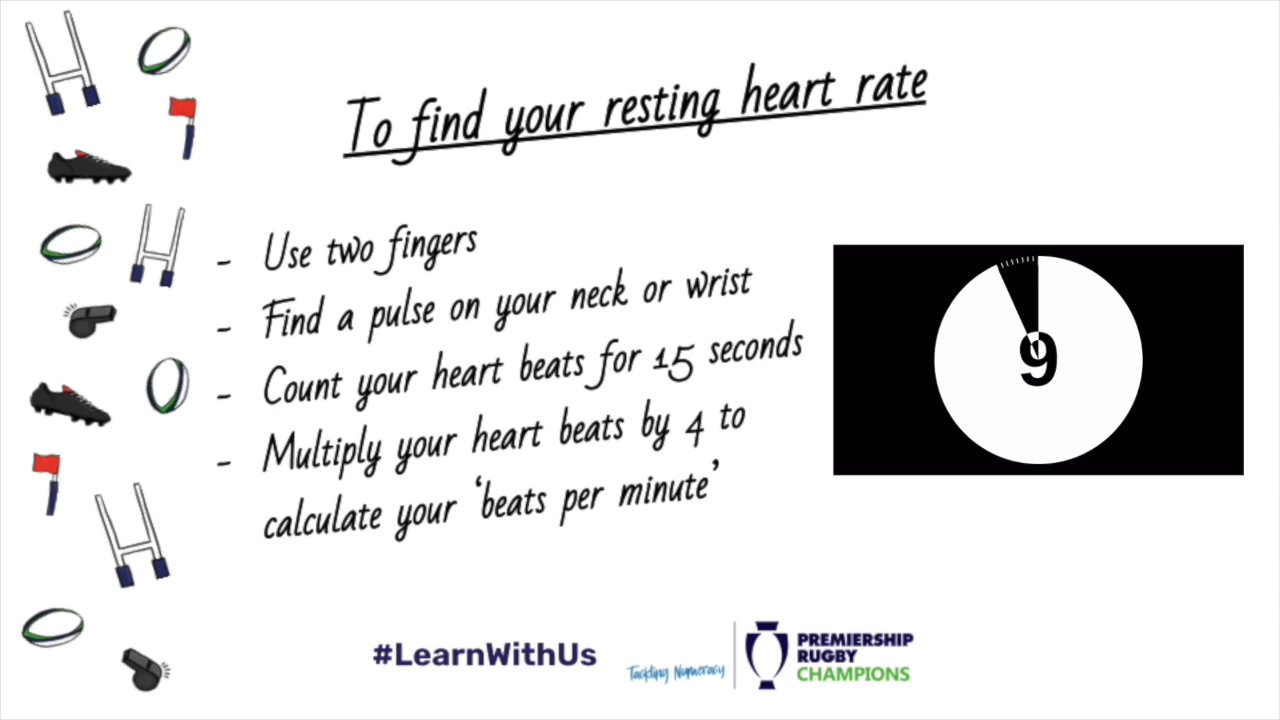 To find your resting heart rate
- Use two fingers
- Find a pulse on your neck or wrist
- Count your heart beats for 15 seconds
- Multiply your heart beats by 4 to
calculate your ‘beats per minute’
9
#LearnWithUs
Tackling Numeracy
PREMIERSHIP
RUGBY
CHAMPIONS